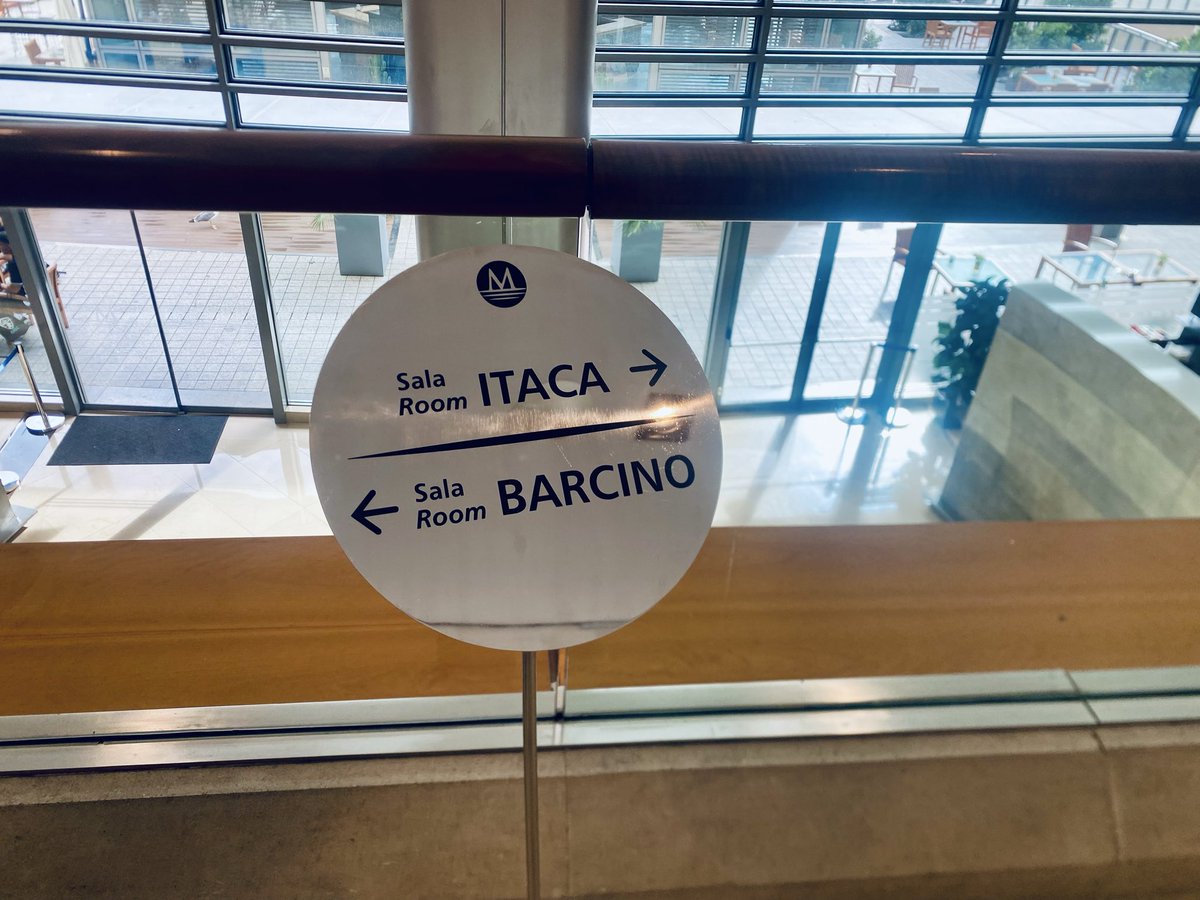 M
Sala
Room ITACA →
← Sala
Room BARCINO